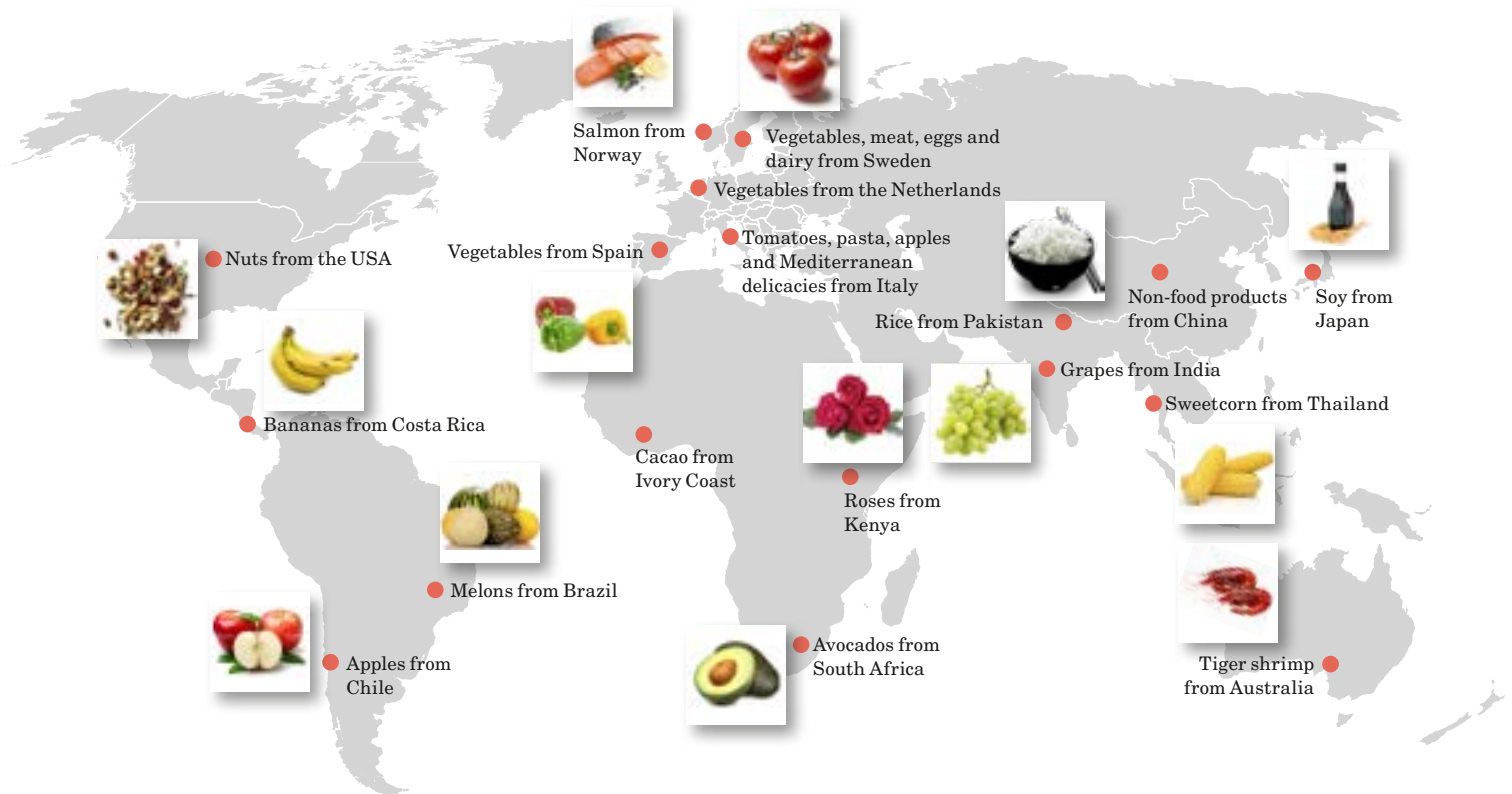 Salmon from
Norway
Vegetables, meat, eggs and
dairy from Sweden
Vegetables from the Netherlands
Nuts from the USA
Vegetables from Spain
Tomatoes, pasta, apples
and Mediterranean
delicacies from Italy
Non-food products
from China
Soy from
Japan
Rice from Pakistan
Grapes from India
Sweetcorn from Thailand
Bananas from Costa Rica
Cacao from
Ivory Coast
Roses from
Kenya
Melons from Brazil
Avocados from
South Africa
Apples from
Chile
Tiger shrimp
from Australia